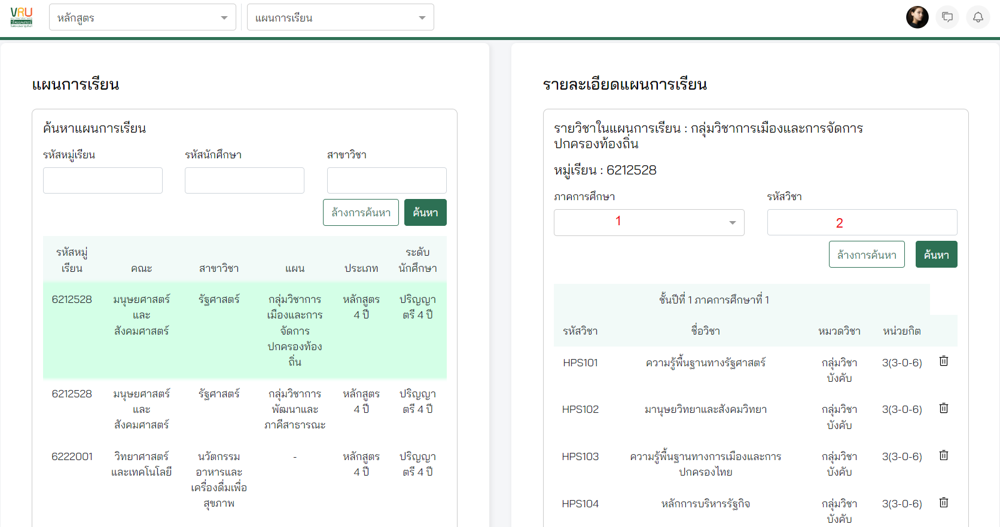 VRU
หลักสูตร
แผนการเรียน
แผนการเรียน
ค้นหาแผนการเรียน
รหัสหมู่เรียน
รหัสนักศึกษา
สาขาวิชา
ล้างการค้นหา
ค้นหา
รหัสหมู่
เรียน
คณะ
สาขาวิชา
แผน
ประเภท
ระดับ
นักศึกษา
6212528
มนุษยศาสตร์
และ
สังคมศาสตร์
รัฐศาสตร์
กลุ่มวิชาการ
เมืองและการ
จัดการ
ปกครองท้อง
ถิ่น
หลักสูตร
4 ปี
ปริญญา
ตรี 4 ปี
6212528
มนุษยศาสตร์
และ
สังคมศาสตร์
รัฐศาสตร์
กลุ่มวิชาการ
พัฒนาและ
ภาคีสาธารณะ
หลักสูตร
4 ปี
ปริญญา
ตรี 4 ปี
6222001
วิทยาศาสตร์
และเทคโนโลยี
นวัตกรรม
อาหารและ
เครื่องดื่มเพื่อ
สุขภาพ
-
หลักสูตร
4 ปี
ปริญญา
ตรี 4 ปี
รายละเอียดแผนการเรียน
รายวิชาในแผนการเรียน : กลุ่มวิชาการเมืองและการจัดการ
ปกครองท้องถิ่น
หมู่เรียน : 6212528
ภาคการศึกษา
รหัสวิชา
1
2
ล้างการค้นหา
ค้นหา
ชั้นปีที่ 1 ภาคการศึกษาที่ 1
รหัสวิชา
ชื่อวิชา
หมวดวิชา
หน่วยกิต
HPS101
ความรู้พื้นฐานทางรัฐศาสตร์
กลุ่มวิชา
บังคับ
3(3-0-6)
HPS102
มานุษยวิทยาและสังคมวิทยา
กลุ่มวิชา
บังคับ
3(3-0-6)
HPS103
ความรู้พื้นฐานทางการเมืองและการ
ปกครองไทย
กลุ่มวิชา
บังคับ
3(3-0-6)
HPS104
หลักการบริหารรัฐกิจ
กลุ่มวิชา
บังคับ
3(3-0-6)